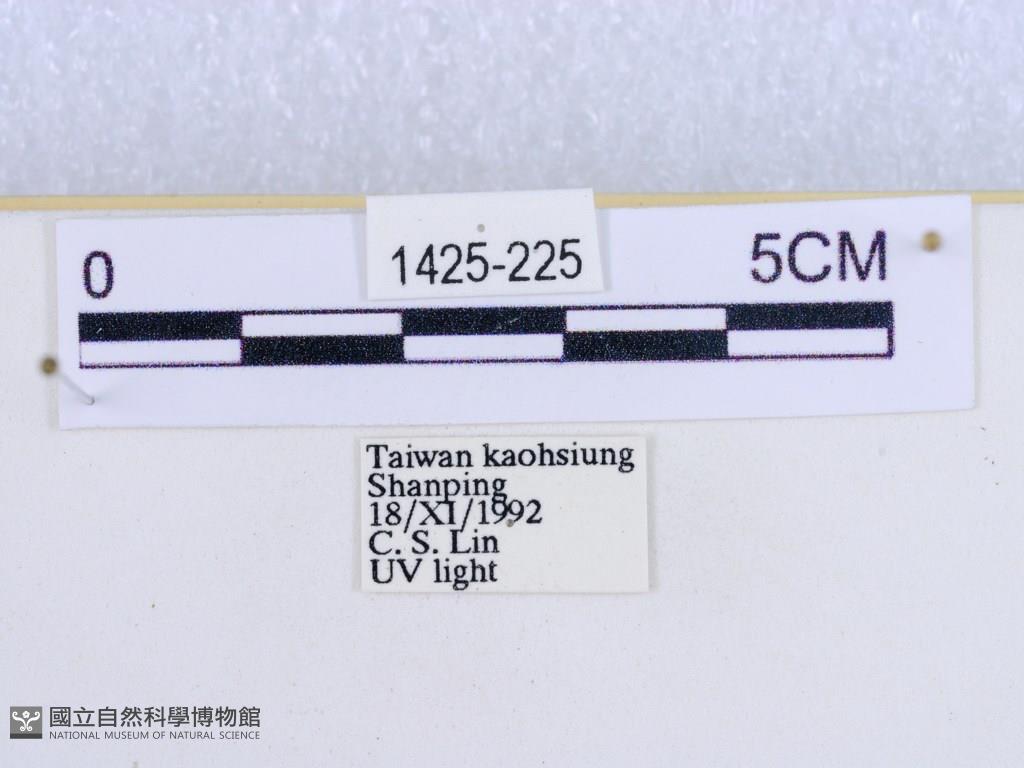 0
1425-225
5CM
Taiwan kaohsiung
Shanping
18/XI/1992
C. S. Lin
UV light
國立自然科學博物館
NATIONAL MUSEUM OF NATURAL SCIENCE